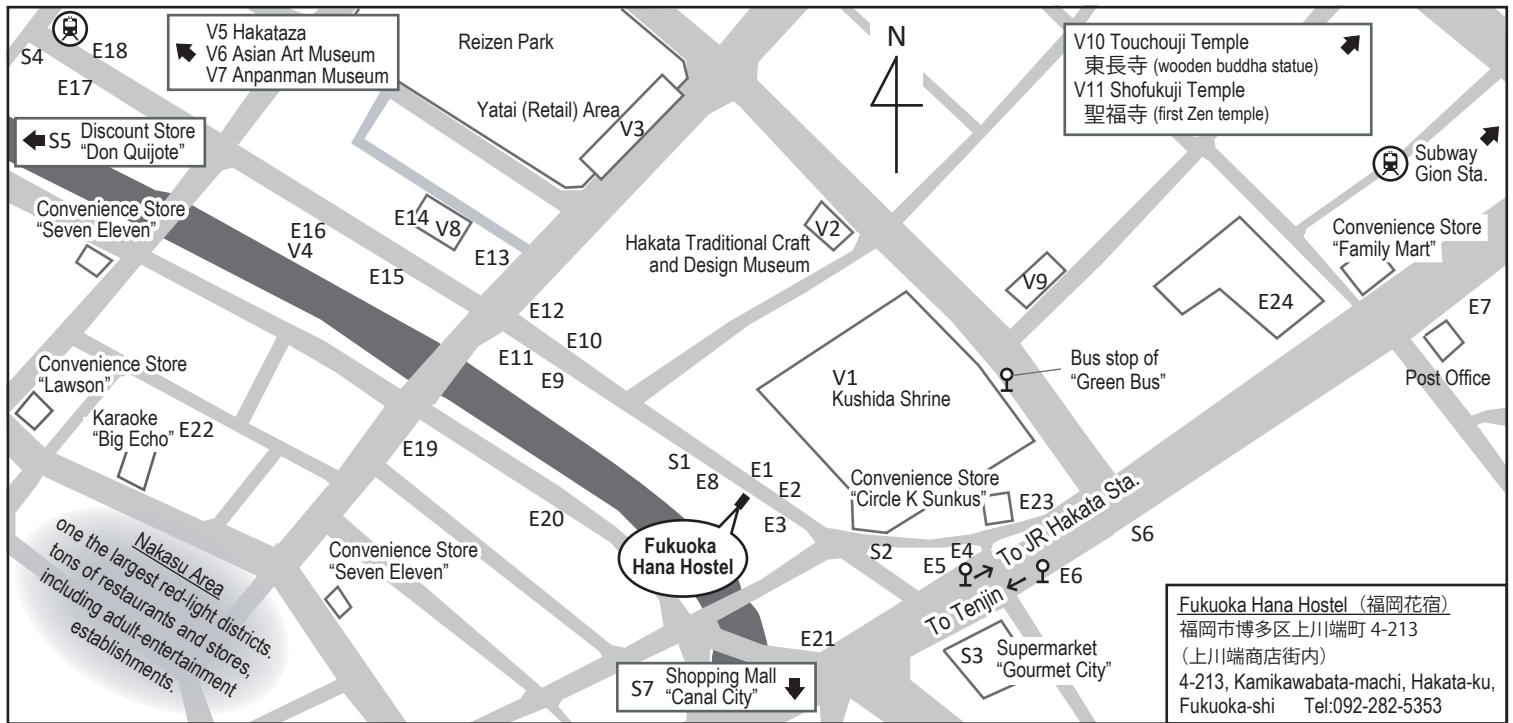 S4
E18
E17
V5 Hakataza
V6 Asian Art Museum
V7 Anpanman Museum
Reizen Park
Yatai (Retail) Area
V3
N
V10 Touchouji Temple
東長寺 (wooden buddha statue)
V11 Shofukuji Temple
聖福寺 (first Zen temple)
Subway
Gion Sta.
S5 Discount Store
“Don Quijote”
Convenience Store
“Seven Eleven”
E16
V4
E14
V8
E13
E15
Hakata Traditional Craft
and Design Museum
V2
V9
Convenience Store
“Family Mart”
E24
E7
Post Office
E12
E10
E11
E9
V1
Kushida Shrine
Bus stop of
“Green Bus”
Convenience Store
“Lawson”
Karaoke
“Big Echo”
E22
E19
E20
S1
E8
E1
E2
E3
Fukuoka
Hana Hostel
Convenience Store
“Circle K Sunkus”
E23
S2
E4
E5
To JR Hakata Sta.
S6
E6
To Tenjin
Nakasu Area
one the largest red-light districts.
tons of restaurants and stores,
including adult-entertainment
establishments.
Convenience Store
“Seven Eleven”
E21
S7 Shopping Mall
“Canal City”
S3 Supermarket
“Gourmet City”
Fukuoka Hana Hostel（福岡花宿）
福岡市博多区上川端町 4-213
（上川端商店街内）
4-213, Kamikawabata-machi, Hakata-ku,
Fukuoka-shi Tel:092-282-5353